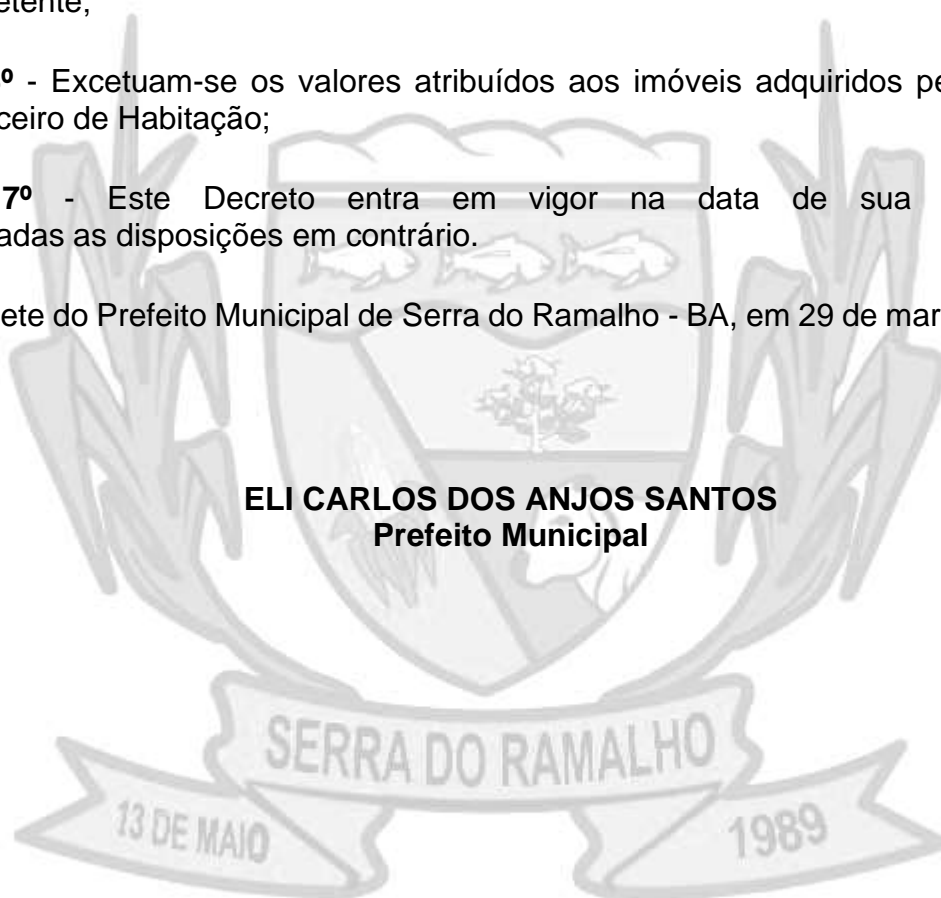 etente;
º - Excetuam-se os valores atribuídos aos imóveis adquiridos pe
ceiro de Habitação;
7º - Este Decreto entra em vigor na data de sua
adas as disposições em contrário.
ete do Prefeito Municipal de Serra do Ramalho - BA, em 29 de mar
ELI CARLOS DOS ANJOS SANTOS
Prefeito Municipal
SERRA DO RAMALHO
13 DE MAIO
1989